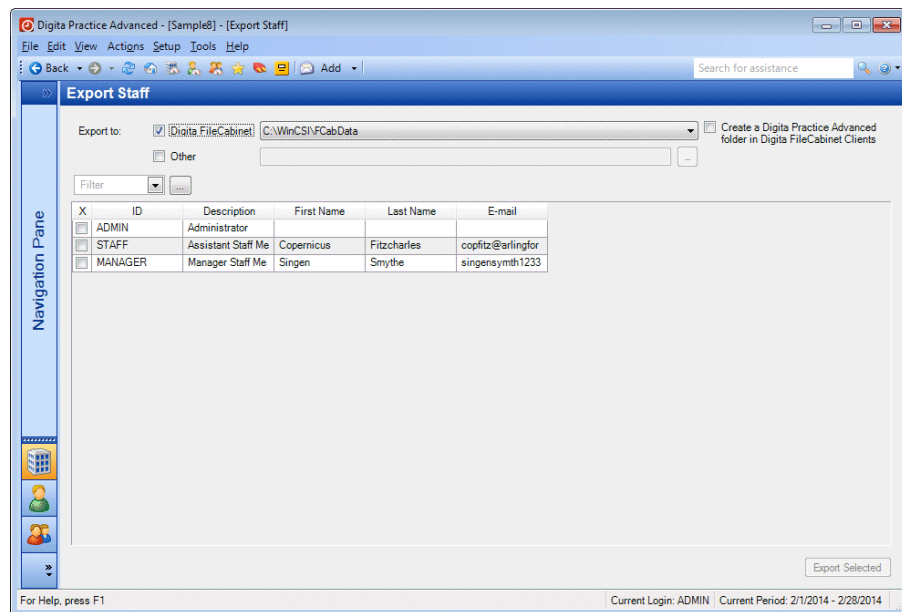 Digita Practice Advanced - [Sample8] - [Export Staff]
File Edit View Actions Setup Tools Help
Back Add Search for assistance
Export Staff
Export to: Digita FileCabinet C:\WinCSI\FCabData Create a Digita Practice Advanced
folder in Digita FileCabinet Clients
Other ...
Filter ...
X ID Description First Name Last Name E-mail
ADMIN Administrator
STAFF Assistant Staff Me Copernicus Fitzcharles copfitz@arlingfor
MANAGER Manager Staff Me Singen Smythe singensymth1233
Navigation Pane
Export Selected
For Help, press F1 Current Login: ADMIN Current Period: 2/1/2014 - 2/28/2014